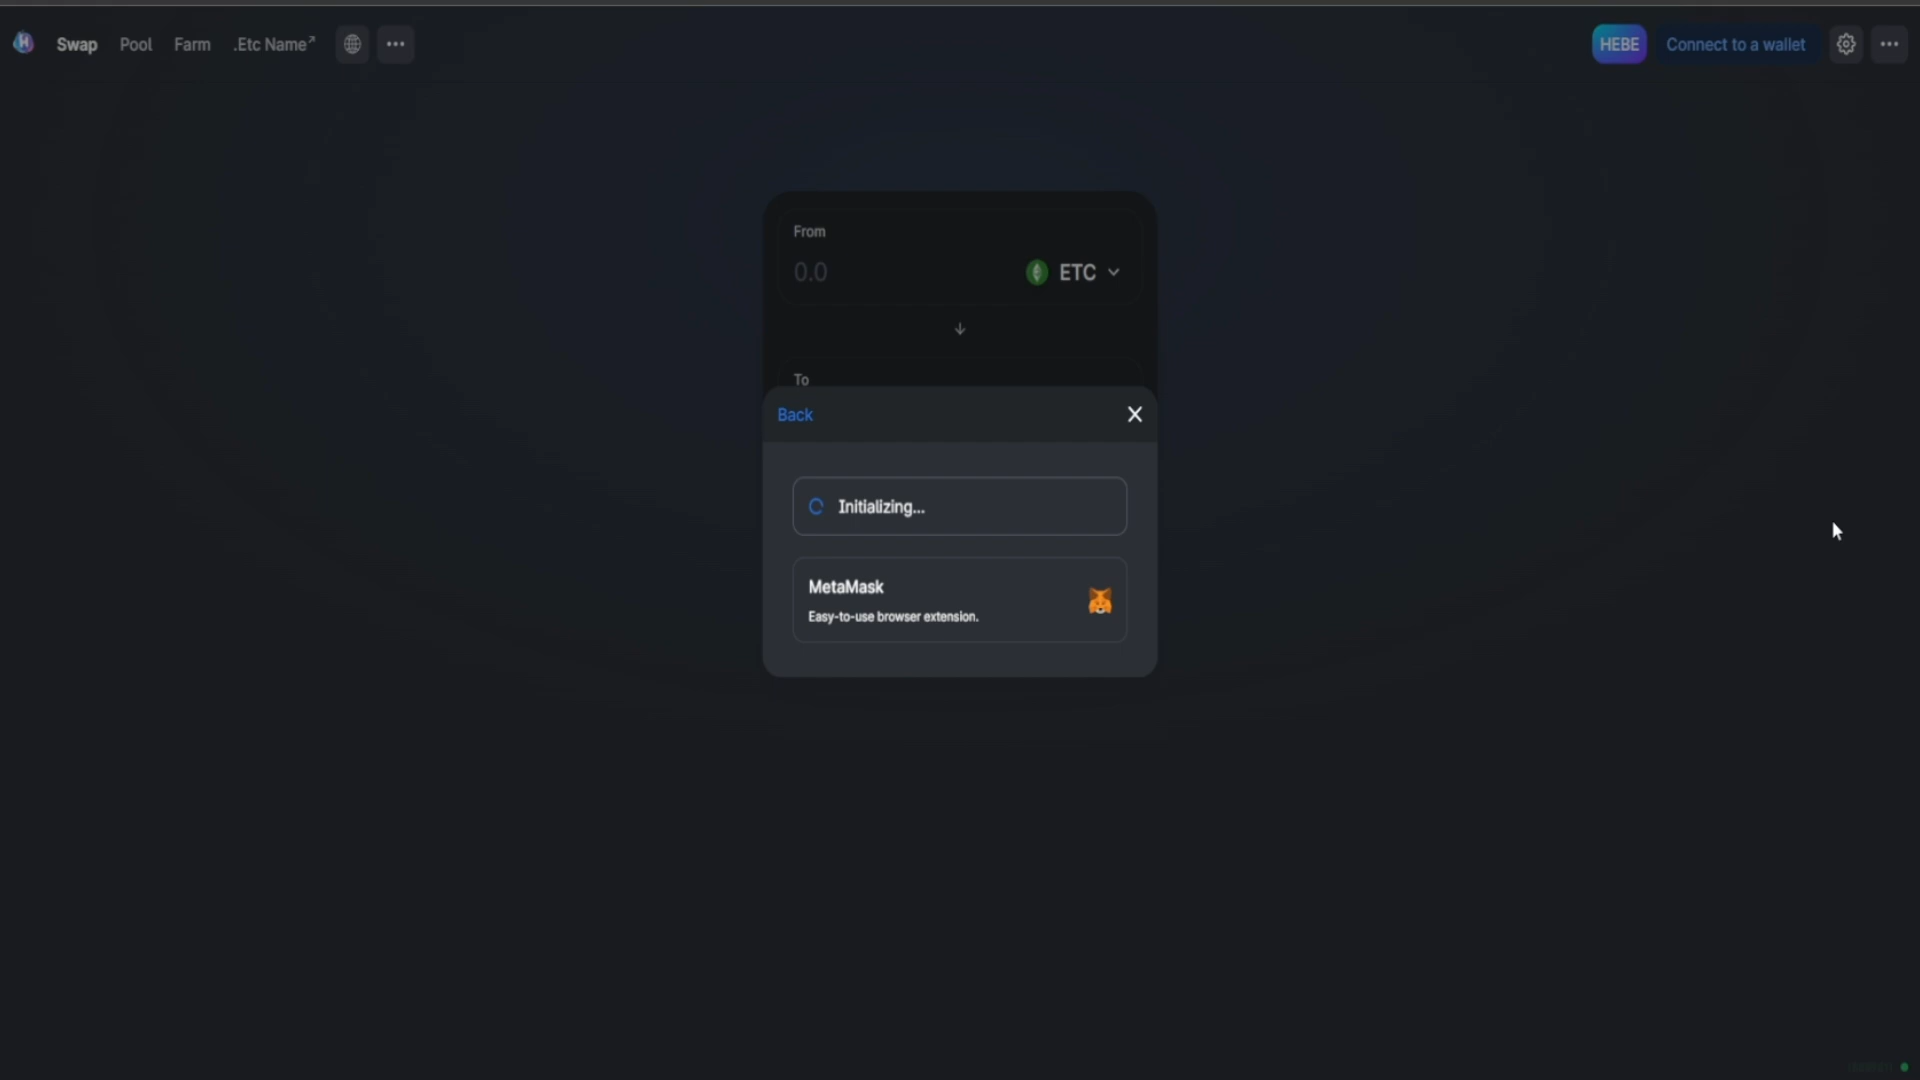 Swap Pool Farm .Etc Name↗ ... HEBE Connect to a wallet ...
From
0.0 ETC
↓
To
Back X
Initializing...
MetaMask
Easy-to-use browser extension.